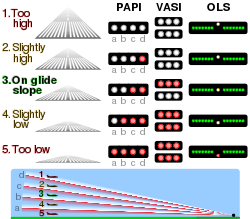 PAPI VASI OLS
1. Too high
a b c d
2. Slightly high
a b c d
3. On glide slope
a b c d
4. Slightly low
a b c d
5. Too low
a b c d
d 1
c 2
b 3
a 4
5